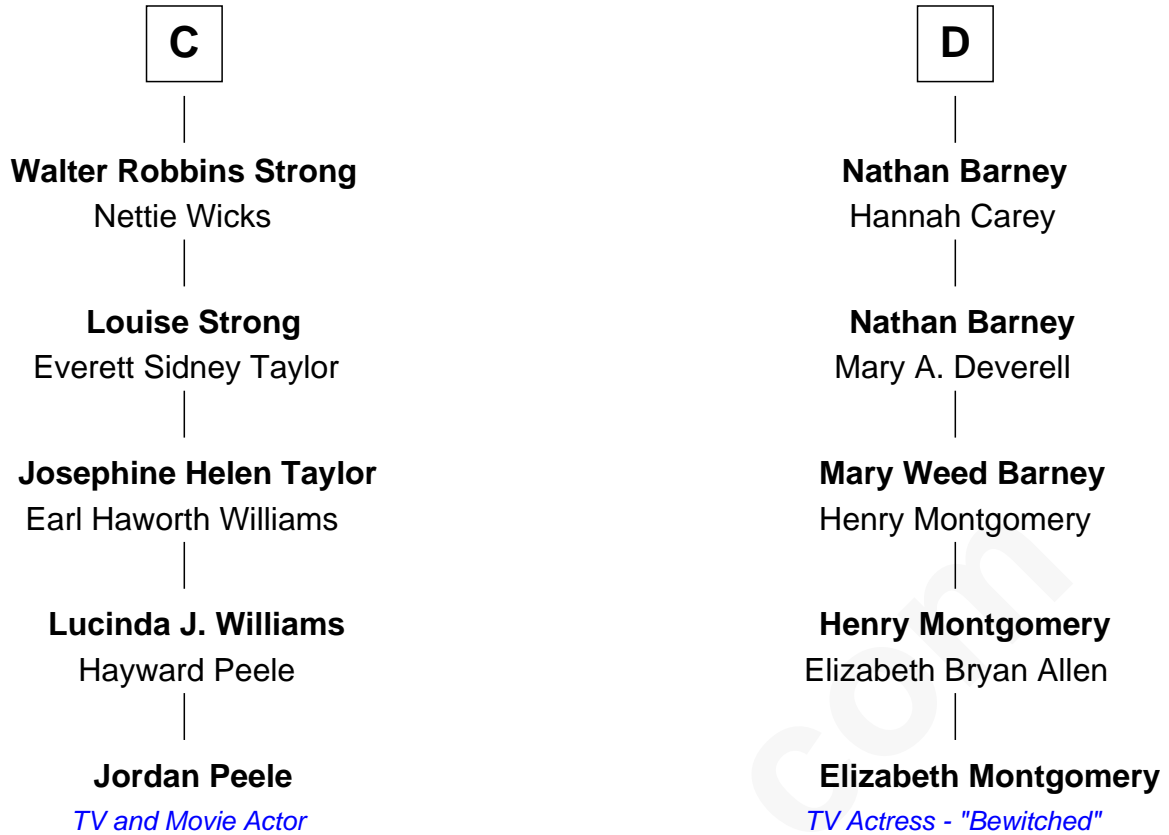 C
Walter Robbins Strong
Nettie Wicks
Louise Strong
Everett Sidney Taylor
Josephine Helen Taylor
Earl Haworth Williams
Lucinda J. Williams
Hayward Peele
Jordan Peele
TV and Movie Actor
D
Nathan Barney
Hannah Carey
Nathan Barney
Mary A. Deverell
Mary Weed Barney
Henry Montgomery
Henry Montgomery
Elizabeth Bryan Allen
Elizabeth Montgomery
TV Actress - "Bewitched"
com